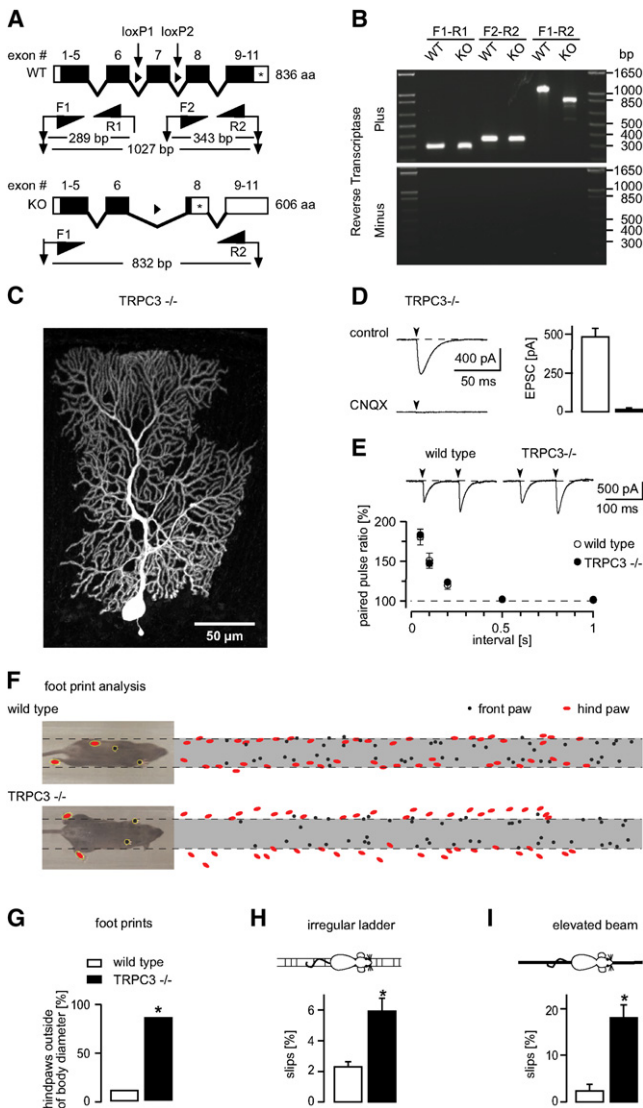 A
loxP1 loxP2
exon # 1-5 6 7 8 9-11
WT * 836 aa
F1 F2
R1 R2
289 bp 343 bp
1027 bp
exon # 1-5 6 8 9-11
KO * 606 aa
F1 R2
832 bp
B
F1-R1 F2-R2 F1-R2
WT KO WT KO WT KO bp
Reverse Transcriptase
Plus
1650
1000
850
500
400
300
Minus
1650
1000
850
500
400
300
C
TRPC3 -/-
50 µm
D
TRPC3-/-
control
400 pA
50 ms
CNQX
EPSC [pA]
500
250
0
E
wild type TRPC3-/-
500 pA
100 ms
paired pulse ratio [%]
200
150
100
0 0.5 1
interval [s]
wild type
TRPC3 -/-
F
foot print analysis
wild type
front paw hind paw
TRPC3 -/-
G
foot prints
wild type
TRPC3 -/-
hindpaws outside
of body diameter [%]
100
50
0
*
H
irregular ladder
slips [%]
6
4
2
0
*
I
elevated beam
slips [%]
20
10
0
*